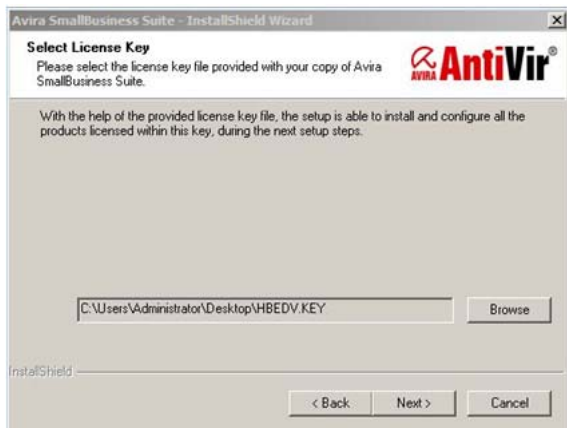 Avira SmallBusiness Suite - InstallShield Wizard
Select License Key
Please select the license key file provided with your copy of Avira
SmallBusiness Suite.
AVIRA AntiVir®
With the help of the provided license key file, the setup is able to install and configure all the
products licensed within this key, during the next setup steps.
C:\Users\Administrator\Desktop\HBEDV.KEY
Browse
InstallShield
< Back
Next >
Cancel